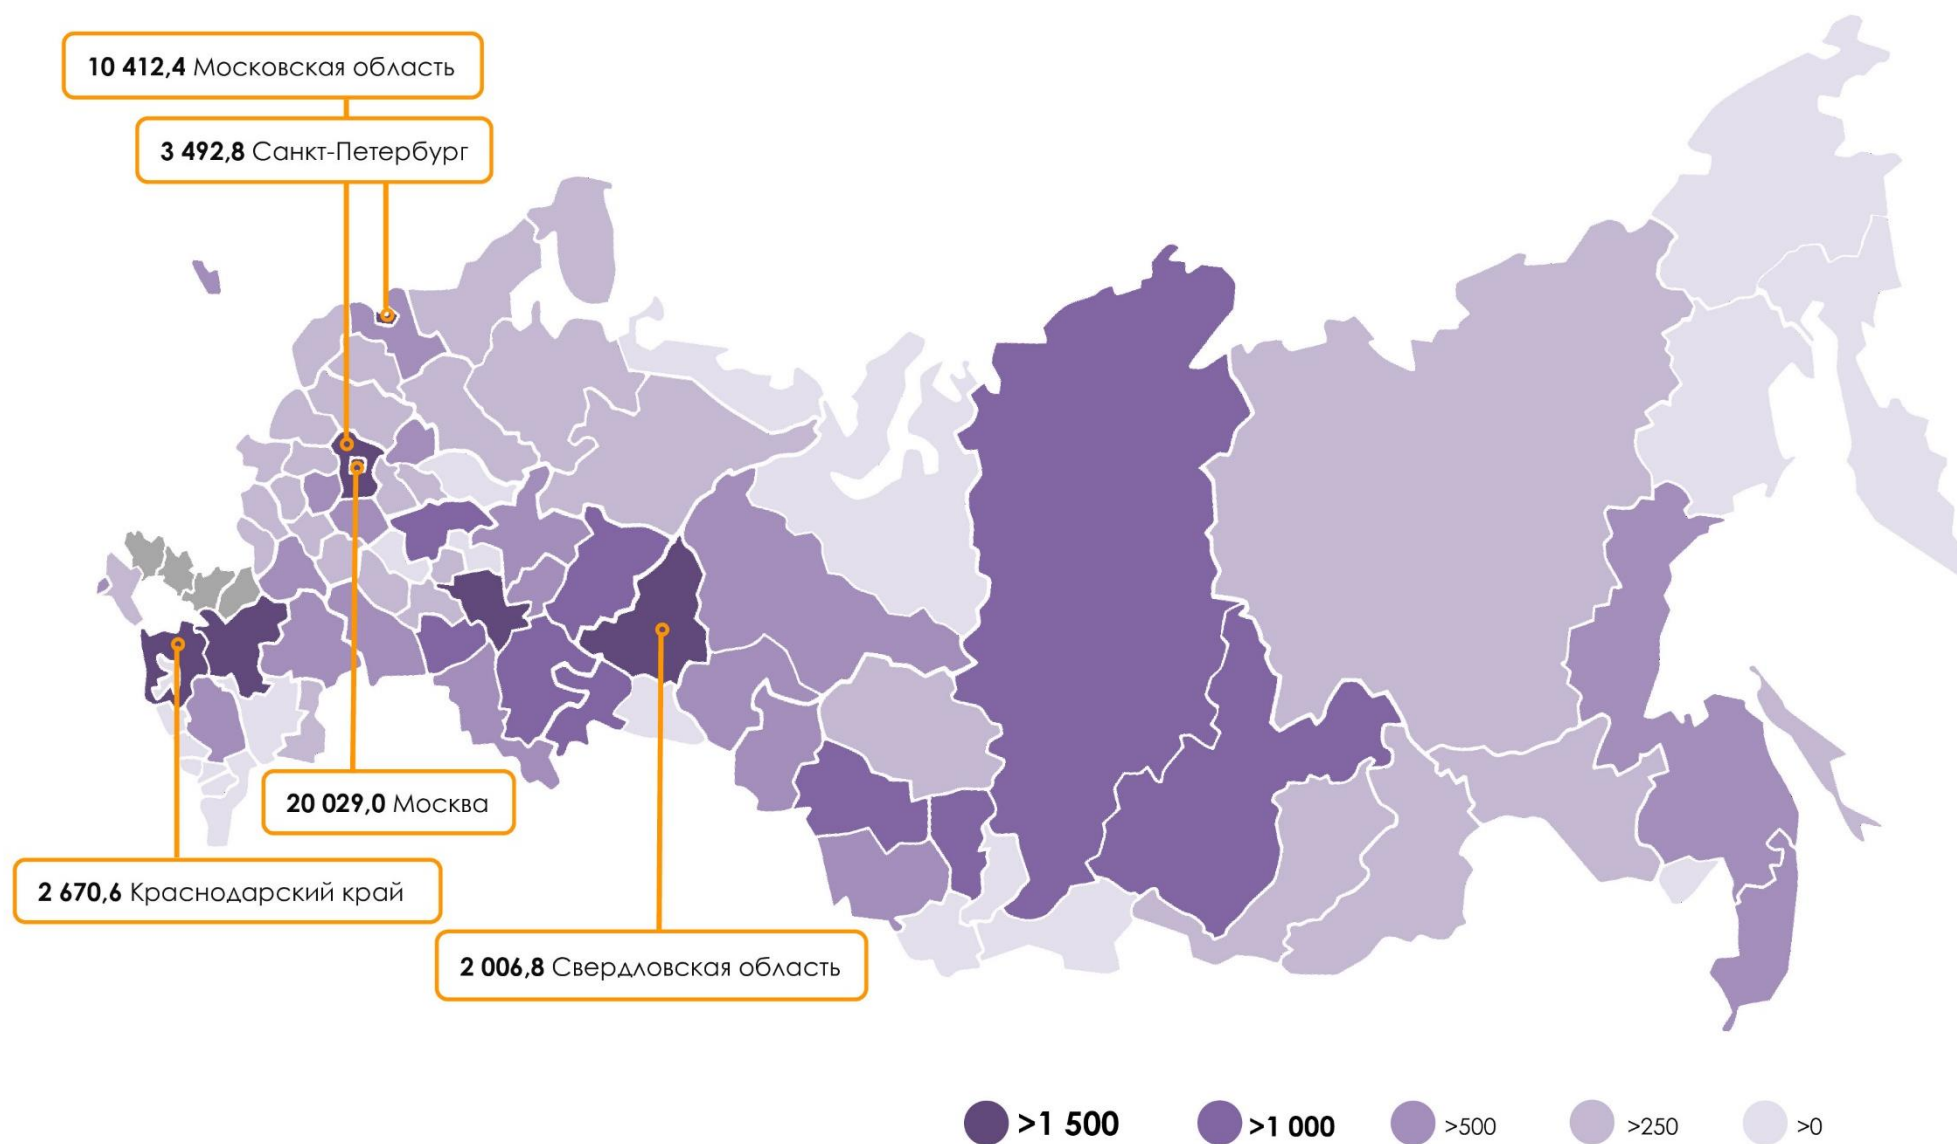 10 412,4 Московская область
3 492,8 Санкт-Петербург
20 029,0 Москва
2 670,6 Краснодарский край
2 006,8 Свердловская область
>1 500
>1 000
>500
>250
>0